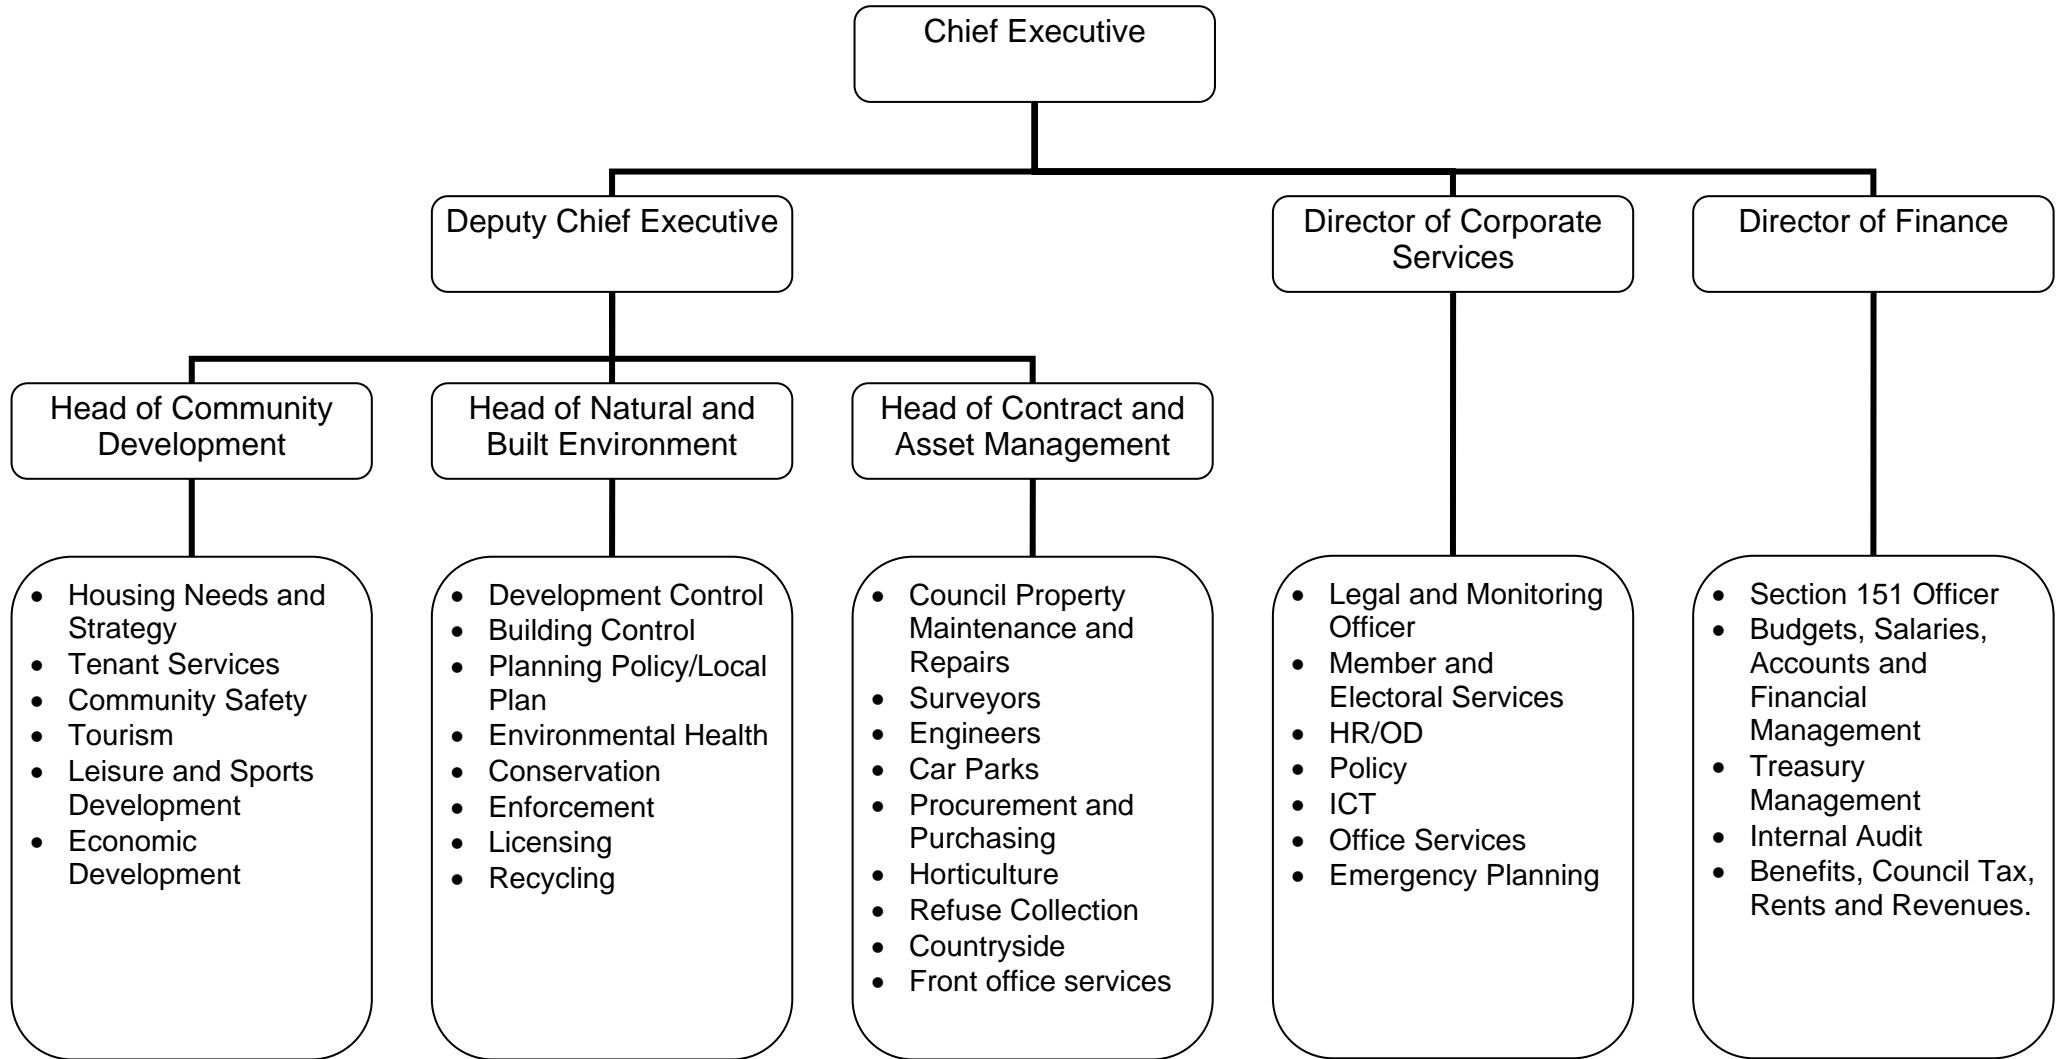 Chief Executive
Deputy Chief Executive
Director of Corporate
Services
Director of Finance
Head of Community
Development
Head of Natural and
Built Environment
Head of Contract and
Asset Management
• Housing Needs and
Strategy
• Tenant Services
• Community Safety
• Tourism
• Leisure and Sports
Development
• Economic
Development
• Development Control
• Building Control
• Planning Policy/Local
Plan
• Environmental Health
• Conservation
• Enforcement
• Licensing
• Recycling
• Council Property
Maintenance and
Repairs
• Surveyors
• Engineers
• Car Parks
• Procurement and
Purchasing
• Horticulture
• Refuse Collection
• Countryside
• Front office services
• Legal and Monitoring
Officer
• Member and
Electoral Services
• HR/OD
• Policy
• ICT
• Office Services
• Emergency Planning
• Section 151 Officer
• Budgets, Salaries,
Accounts and
Financial
Management
• Treasury
Management
• Internal Audit
• Benefits, Council Tax,
Rents and Revenues.